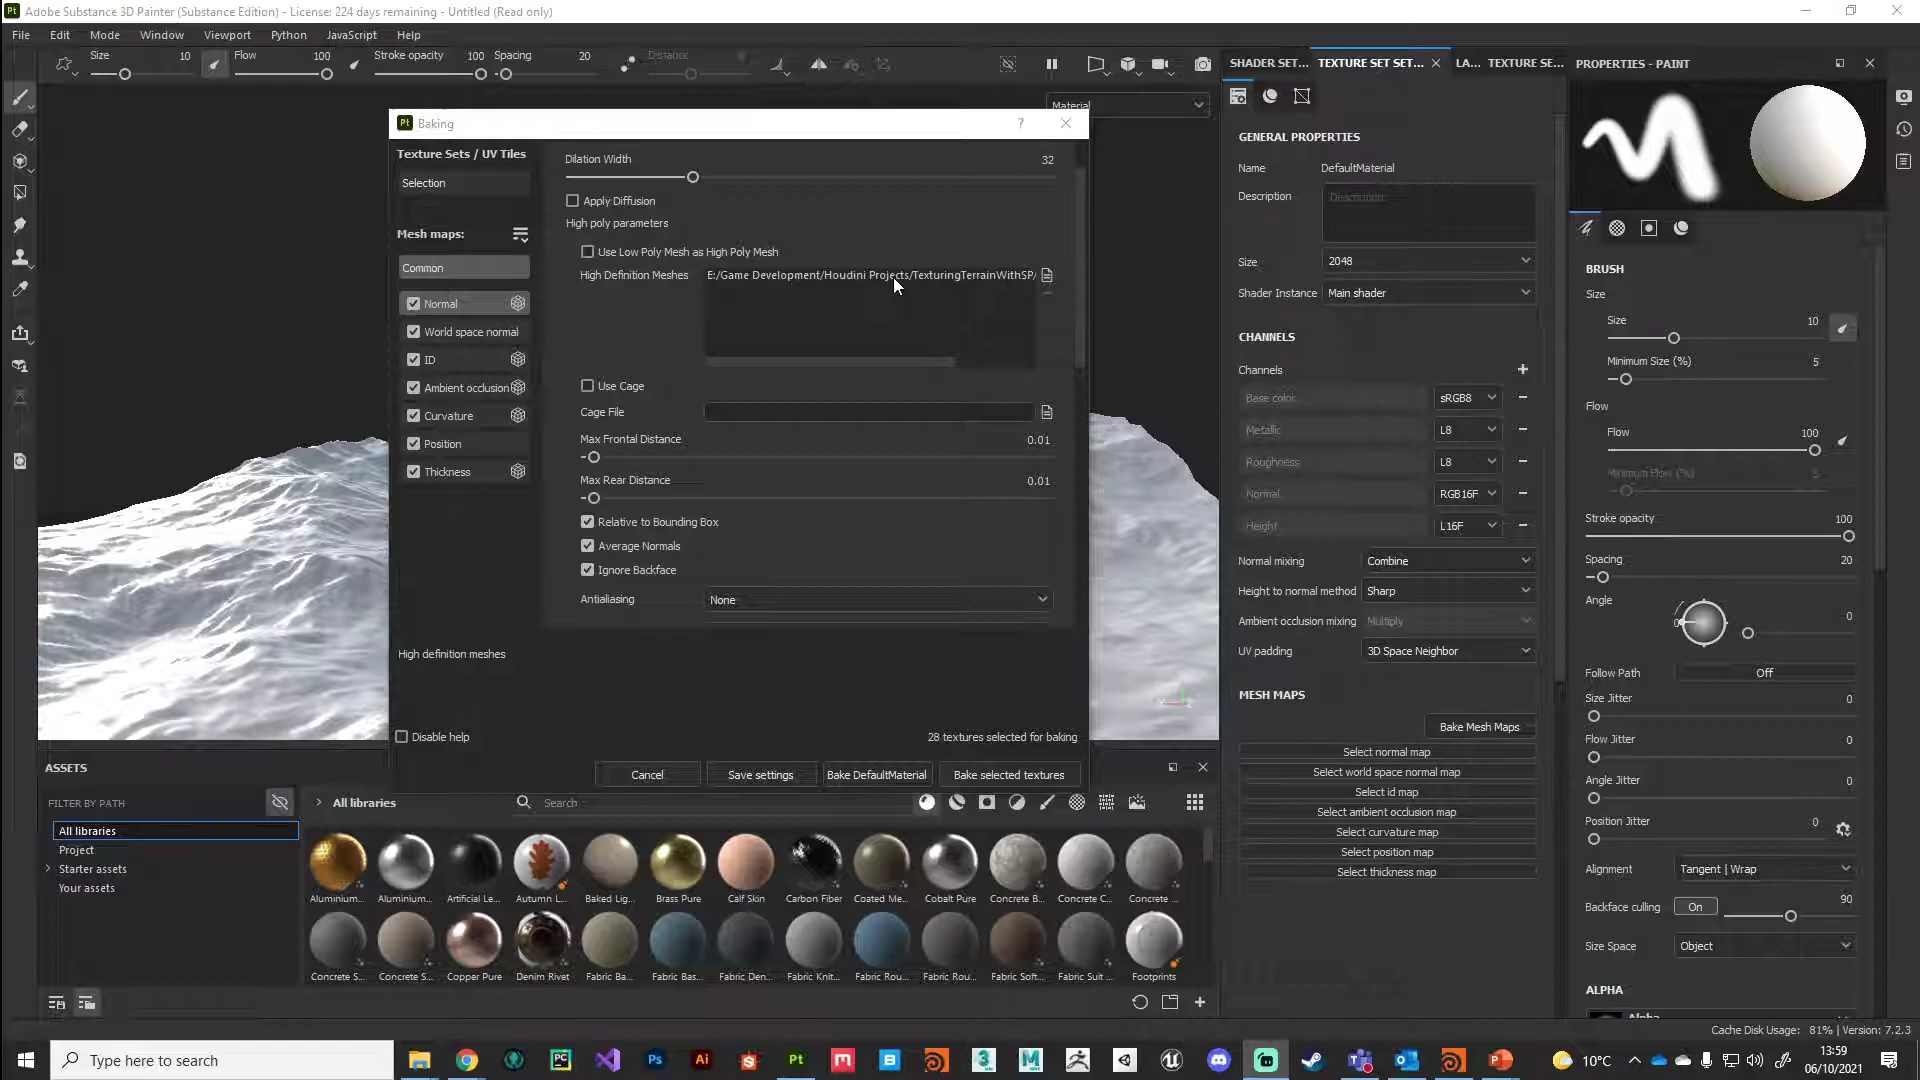 Adobe Substance 3D Painter (Substance Edition) - License: 224 days remaining - Untitled (Read only)
File Edit Mode Window Viewport Python JavaScript Help
Size 10 Flow 100 Stroke opacity 100 Spacing 20 Distance
Material
Baking
Texture Sets / UV Tiles
Selection
Mesh maps:
Common
Normal
World space normal
ID
Ambient occlusion
Curvature
Position
Thickness
Dilation Width 32
Apply Diffusion
High poly parameters
Use Low Poly Mesh as High Poly Mesh
High Definition Meshes E:/Game Development/Houdini Projects/TexturingTerrainWithSP/
Use Cage
Cage File
Max Frontal Distance 0.01
Max Rear Distance 0.01
Relative to Bounding Box
Average Normals
Ignore Backface
Antialiasing None
High definition meshes
Disable help
28 textures selected for baking
Cancel Save settings Bake DefaultMaterial Bake selected textures
SHADER SET... TEXTURE SET SET... LA... TEXTURE SE...
GENERAL PROPERTIES
Name DefaultMaterial
Description Description
Size 2048
Shader Instance Main shader
CHANNELS
Channels
Base color sRGB8
Metallic L8
Roughness L8
Normal RGB16F
Height L16F
Normal mixing Combine
Height to normal method Sharp
Ambient occlusion mixing Multiply
UV padding 3D Space Neighbor
MESH MAPS
Bake Mesh Maps
Select normal map
Select world space normal map
Select id map
Select ambient occlusion map
Select curvature map
Select position map
Select thickness map
PROPERTIES - PAINT
BRUSH
Size
Size 10
Minimum Size (%) 5
Flow
Flow 100
Minimum Flow (%) 5
Stroke opacity 100
Spacing 20
Angle 0
0
Follow Path Off
Size Jitter 0
Flow Jitter 0
Angle Jitter 0
Position Jitter 0
Alignment Tangent | Wrap
Backface culling On 90
Size Space Object
ALPHA
Alpha
ASSETS
FILTER BY PATH
All libraries
Project
Starter assets
Your assets
All libraries Search
Aluminium... Aluminium... Artificial Le... Autumn L... Baked Lig... Brass Pure Calf Skin Carbon Fiber Coated Me... Cobalt Pure Concrete B... Concrete C... Concrete ...
Concrete S... Concrete S... Copper Pure Denim Rivet Fabric Ba... Fabric Bas... Fabric Den... Fabric Knit... Fabric Rou... Fabric Rou... Fabric Soft... Fabric Suit ... Footprints
Cache Disk Usage: 81% | Version: 7.2.3
Type here to search
10°C
13:59
06/10/2021